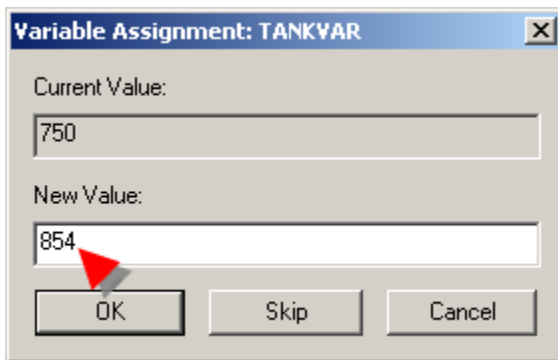 Variable Assignment: TANKVAR
Current Value:
750
New Value:
854
OK Skip Cancel